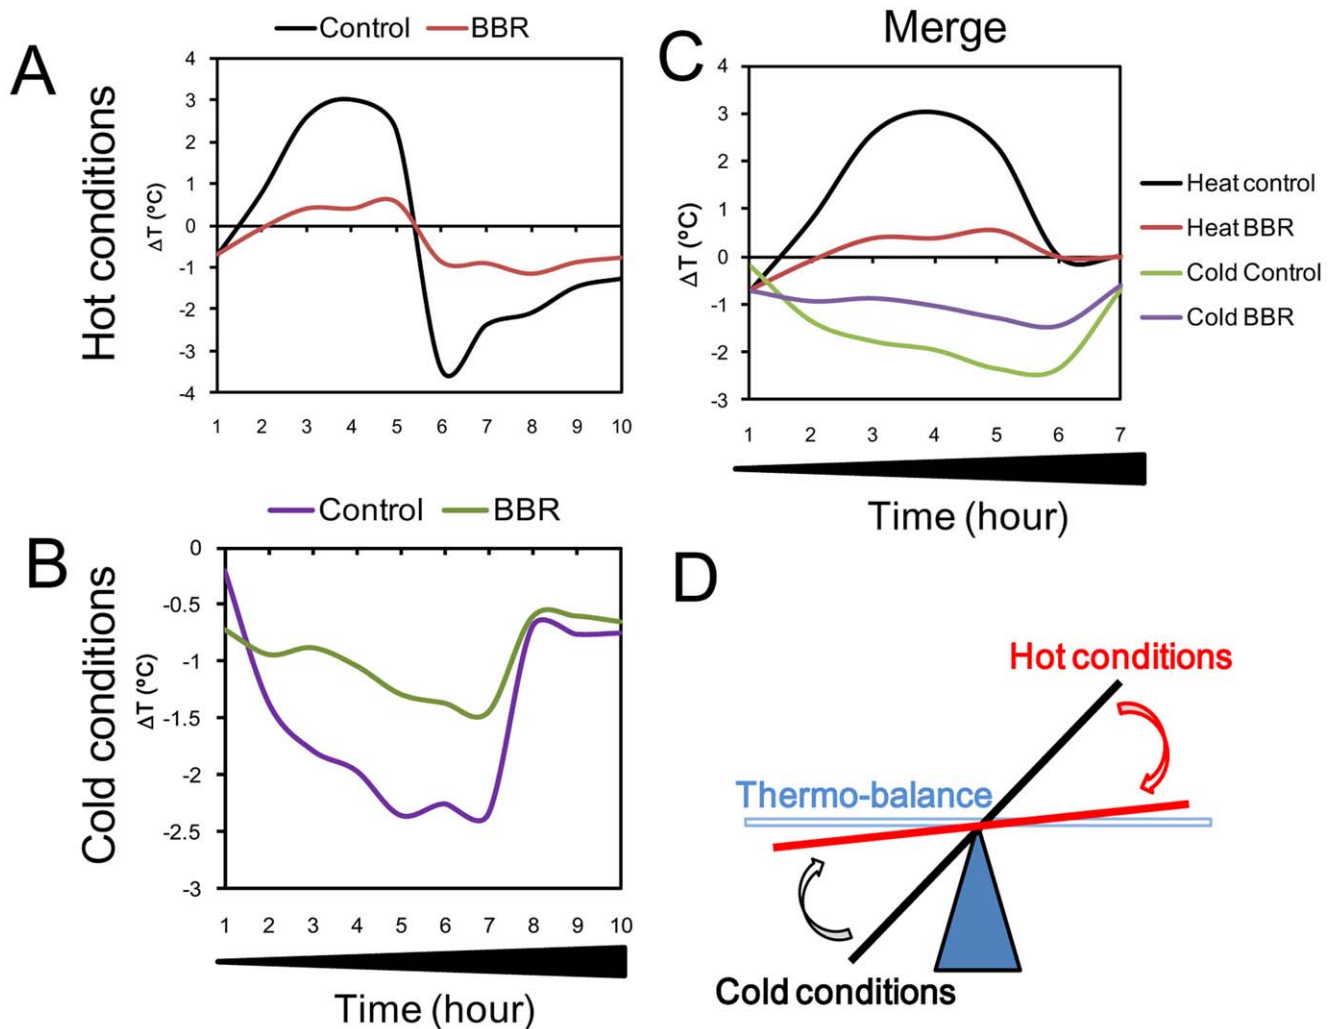 Control BBR
A
Hot conditions
ΔT (ºC)
4
3
2
1
0
-1
-2
-3
-4
1 2 3 4 5 6 7 8 9 10
Control BBR
B
Cold conditions
ΔT (ºC)
0
-0.5
-1
-1.5
-2
-2.5
-3
1 2 3 4 5 6 7 8 9 10
Time (hour)
C
Merge
ΔT (ºC)
4
3
2
1
0
-1
-2
-3
1 2 3 4 5 6 7
Time (hour)
Heat control
Heat BBR
Cold Control
Cold BBR
D
Hot conditions
Thermo-balance
Cold conditions